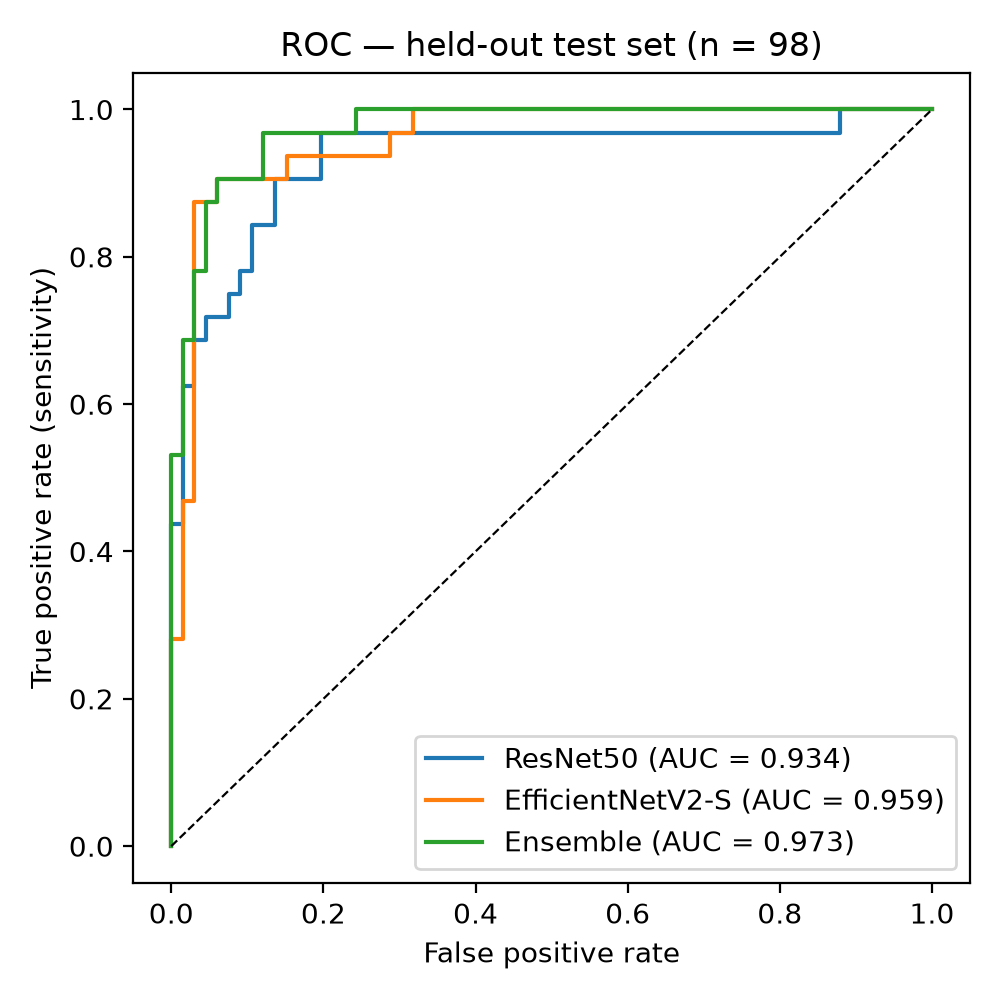 ROC — held-out test set (n = 98)
True positive rate (sensitivity)
1.0
0.8
0.6
0.4
0.2
0.0
ResNet50 (AUC = 0.934)
EfficientNetV2-S (AUC = 0.959)
Ensemble (AUC = 0.973)
0.0 0.2 0.4 0.6 0.8 1.0
False positive rate